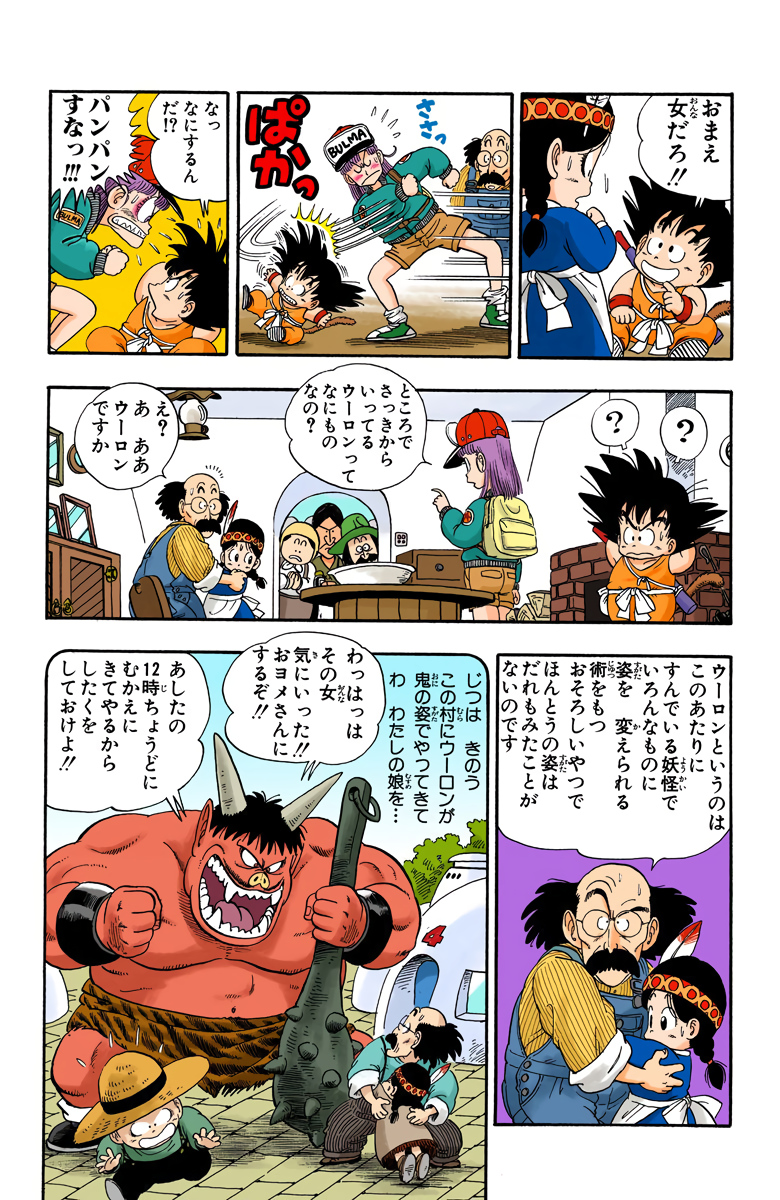 おまえ
女だろ!!
ささっ
BULMA
ぱかっ
なっ
なにするん
だ!?
パンパン
すなっ!!!
BULMA
?
?
ところで
さっきから
いってる
ウーロンって
なにもの
なの?
え?
あ ああ
ウーロン
ですか
ウーロンというのは
このあたりに
すんでいる妖怪で
いろんなものに
姿を 変えられる
術をもつ
おそろしいやつで
ほんとうの姿は
だれもみたことが
ないのです
じつは きのう
この村にウーロンが
鬼の姿でやってきて
わ わたしの娘を…
わっはっは
その女
気にいった!!
おヨメさんに
するぞ!!
あしたの
12時ちょうどに
むかえに
きてやるから
したくを
しておけよ!!
4